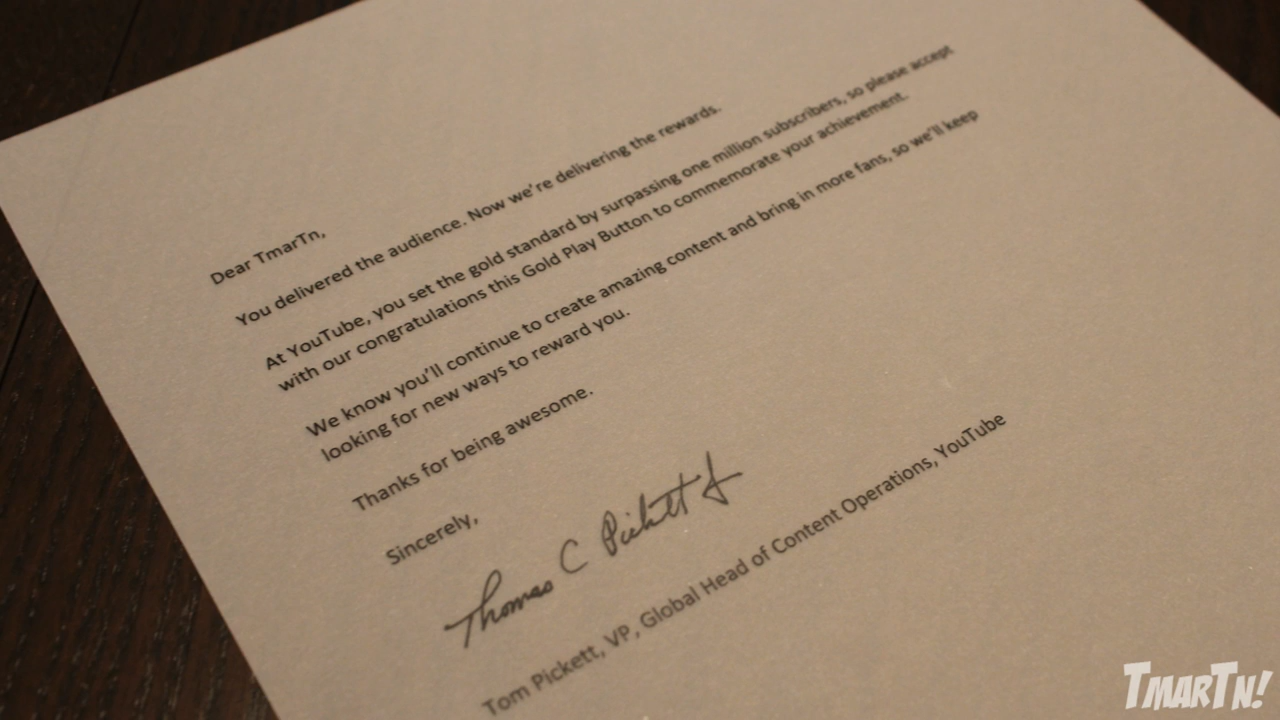 Dear TmarTn,
You delivered the audience. Now we're delivering the rewards.
At YouTube, you set the gold standard by surpassing one million subscribers, so please accept
with our congratulations this Gold Play Button to commemorate your achievement.
We know you'll continue to create amazing content and bring in more fans, so we'll keep
looking for new ways to reward you.
Thanks for being awesome.
Sincerely,
Thomas C Pickett Jr
Tom Pickett, VP, Global Head of Content Operations, YouTube
TMARTN!